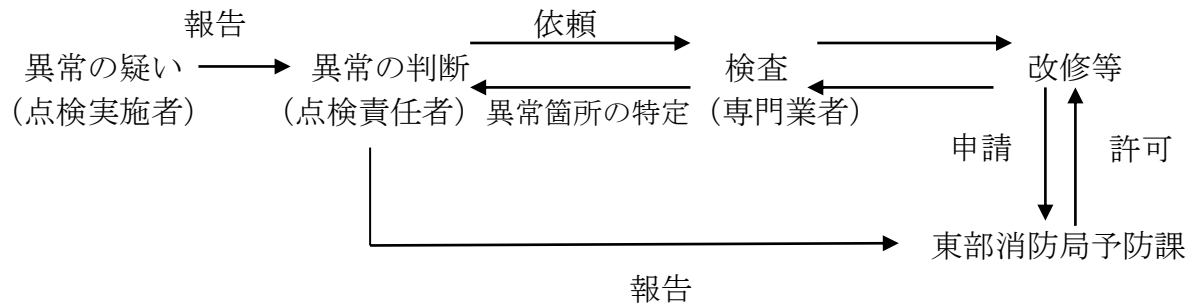 報告
依頼
異常の疑い
異常の判断
検査
改修等
(点検実施者)
(点検責任者)
異常箇所の特定
(専門業者)
申請
許可
東部消防局予防課
報告